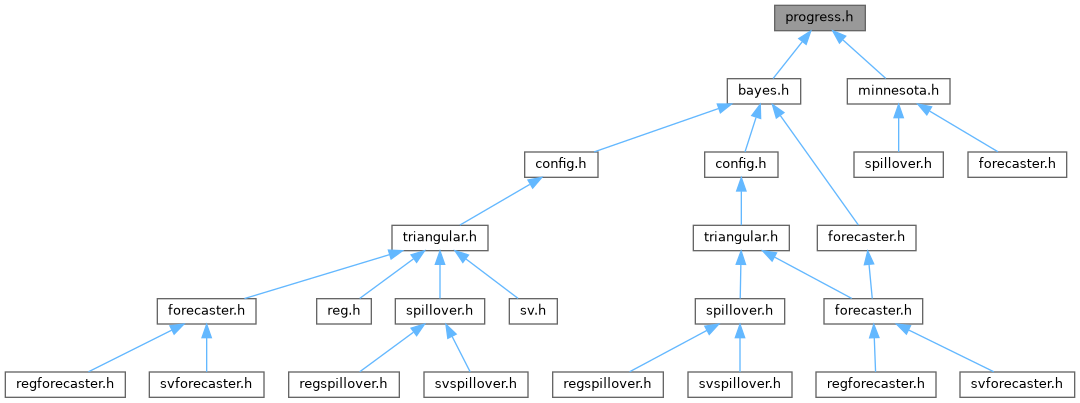 progress.h
bayes.h
minnesota.h
config.h
config.h
spillover.h
forecaster.h
triangular.h
triangular.h
forecaster.h
forecaster.h
reg.h
spillover.h
sv.h
spillover.h
forecaster.h
regforecaster.h
svforecaster.h
regspillover.h
svspillover.h
regspillover.h
svspillover.h
regforecaster.h
svforecaster.h